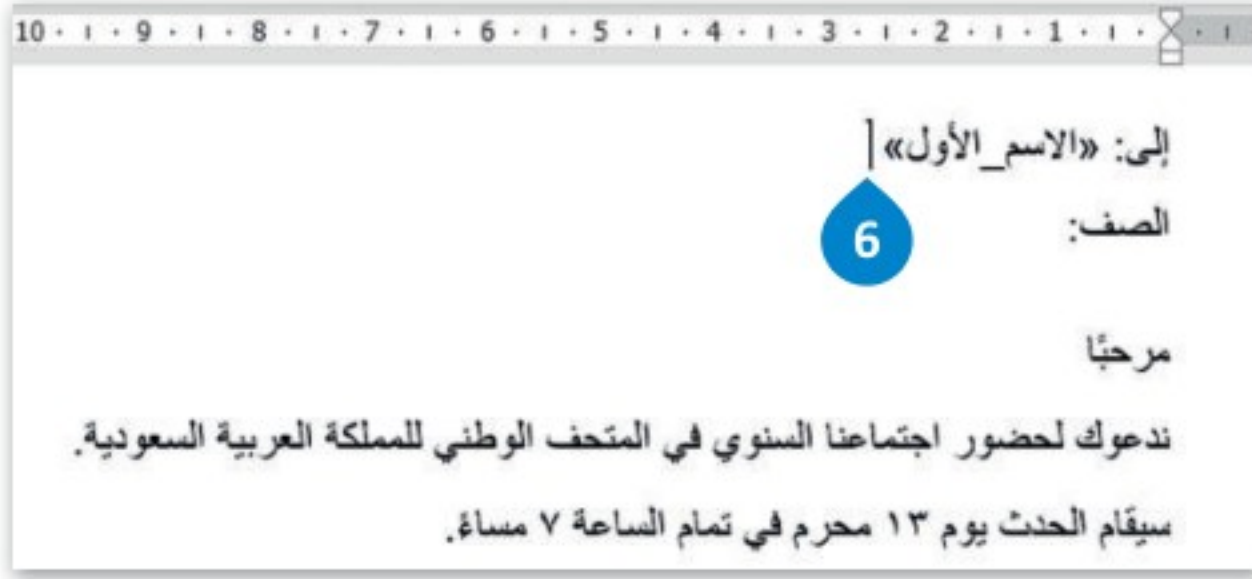 10 · ı · 9 · ı · 8 · ı · 7 · ı · 6 · ı · 5 · ı · 4 · ı · 3 · ı · 2 · ı · 1 · ı · · ı
إلى: «الاسم_الأول»
6
الصف:
مرحبًا
ندعوك لحضور اجتماعنا السنوي في المتحف الوطني للمملكة العربية السعودية.
سيقام الحدث يوم ١٣ محرم في تمام الساعة ٧ مساءً.